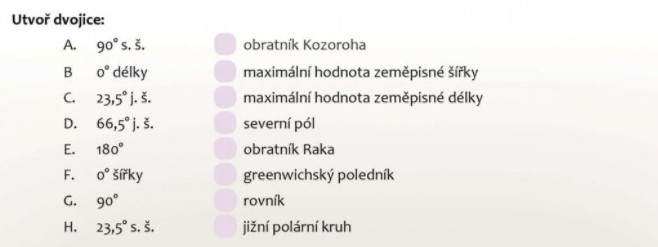 Utvoř dvojice:
A. 90° s. š. obratník Kozoroha
B 0° délky maximální hodnota zeměpisné šířky
C. 23,5° j. š. maximální hodnota zeměpisné délky
D. 66,5° j. š. severní pól
E. 180° obratník Raka
F. 0° šířky greenwichský poledník
G. 90° rovník
H. 23,5° s. š. jižní polární kruh